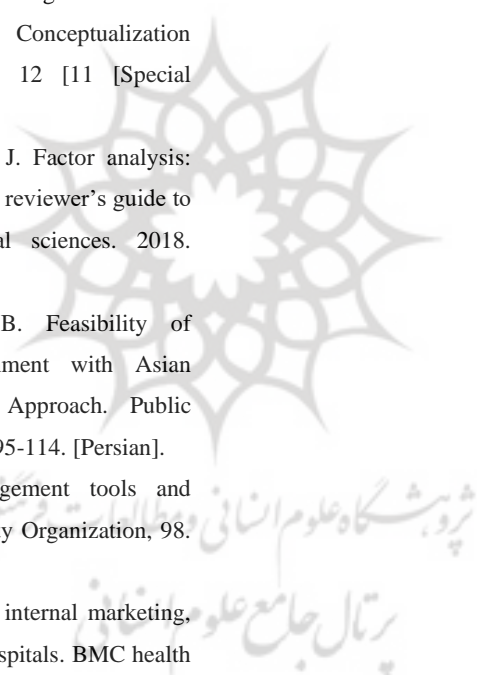 Conceptualization
12 [11 [Special
J. Factor analysis:
reviewer’s guide to
al sciences. 2018.
B. Feasibility of
nment with Asian
Approach. Public
95-114. [Persian].
gement tools and
پژوهشگاه علوم انسانی و مطالعات فرهنگی
ty Organization, 98.
پرتال جامع علوم انسانی
internal marketing,
spitals. BMC health